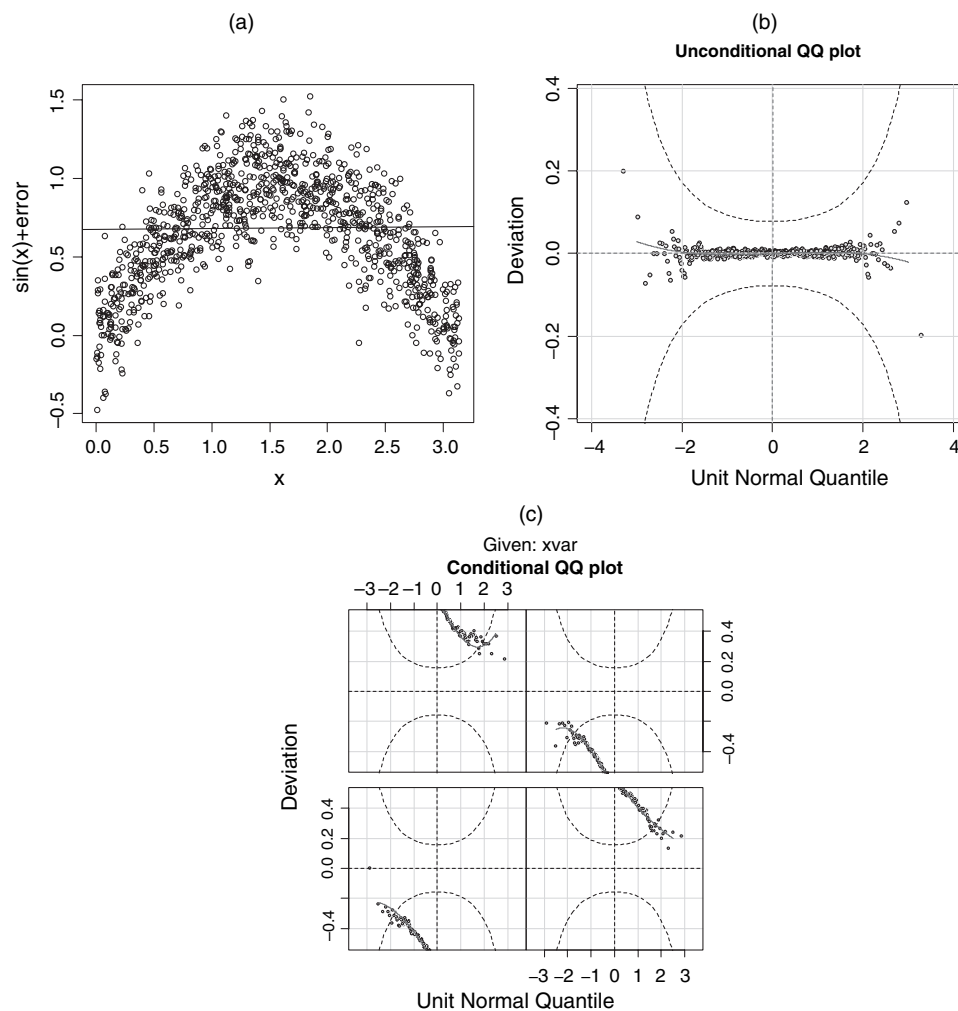 (a)
sin(x)+error
1.5
1.0
0.5
0.0
−0.5
0.0 0.5 1.0 1.5 2.0 2.5 3.0
x
(b)
Unconditional QQ plot
Deviation
0.4
0.2
0.0
−0.2
−0.4
−4 −2 0 2 4
Unit Normal Quantile
(c)
Given: xvar
Conditional QQ plot
−3 −2 −1 0 1 2 3
0.4
0.2
0.0
−0.4
Deviation
0.4
0.2
0.0
−0.4
−3 −2 −1 0 1 2 3
Unit Normal Quantile